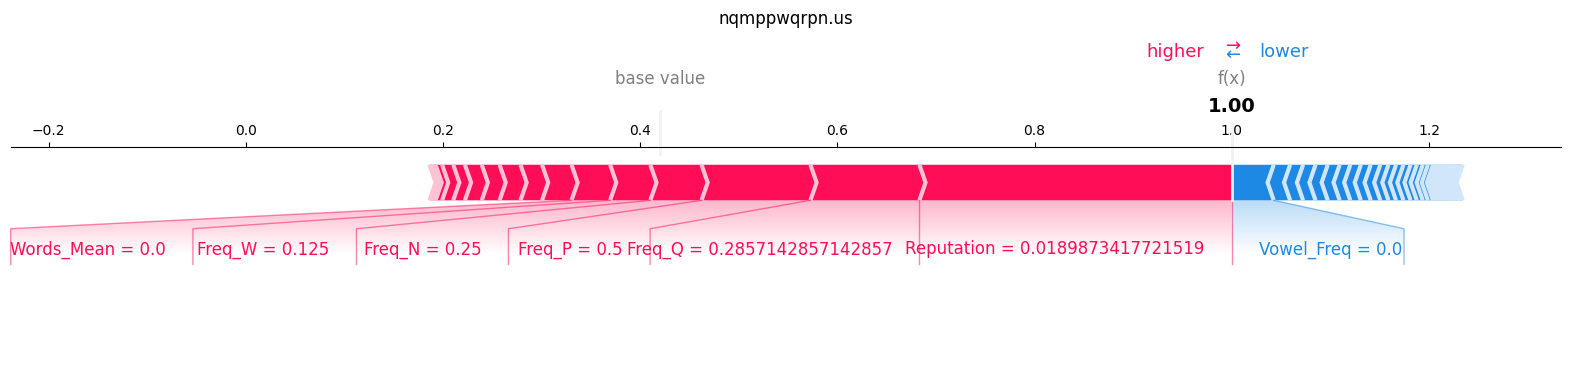 nqmppwqrpn.us
higher → ← lower
base value f(x)
1.00
−0.2 0.0 0.2 0.4 0.6 0.8 1.0 1.2
Words_Mean = 0.0 Freq_W = 0.125 Freq_N = 0.25 Freq_P = 0.5 Freq_Q = 0.2857142857142857 Reputation = 0.0189873417721519 Vowel_Freq = 0.0